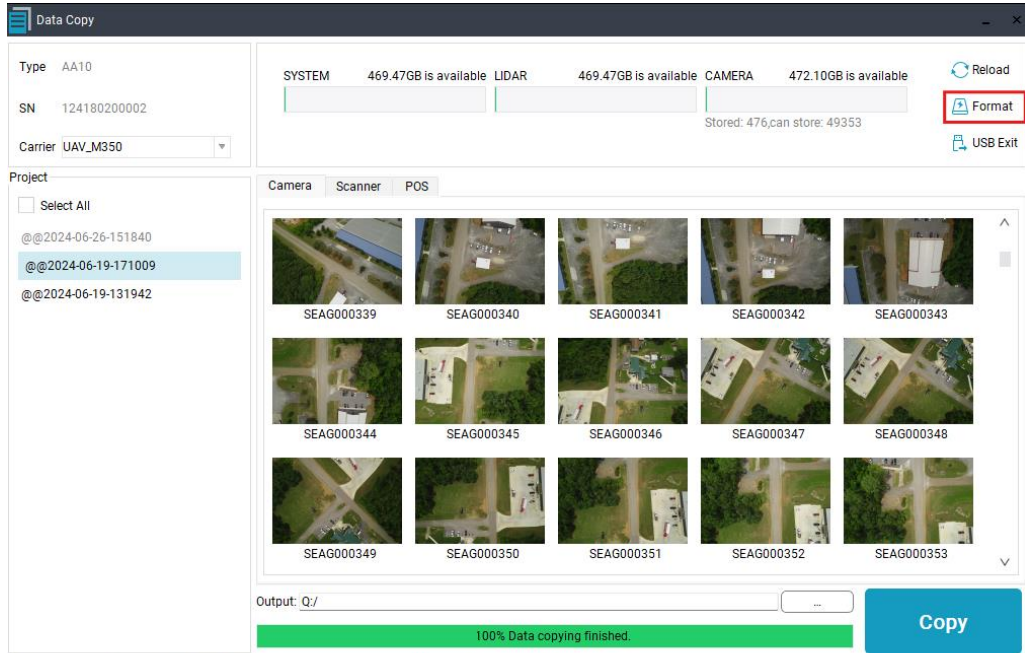 Data Copy
Type AA10
SN 124180200002
Carrier UAV_M350
SYSTEM 469.47GB is available LIDAR 469.47GB is available CAMERA 472.10GB is available
Stored: 476,can store: 49353
Reload
Format
USB Exit
Project
Select All
@@2024-06-26-151840
@@2024-06-19-171009
@@2024-06-19-131942
Camera Scanner POS
SEAG000339 SEAG000340 SEAG000341 SEAG000342 SEAG000343
SEAG000344 SEAG000345 SEAG000346 SEAG000347 SEAG000348
SEAG000349 SEAG000350 SEAG000351 SEAG000352 SEAG000353
Output: Q:/ ...
100% Data copying finished.
Copy